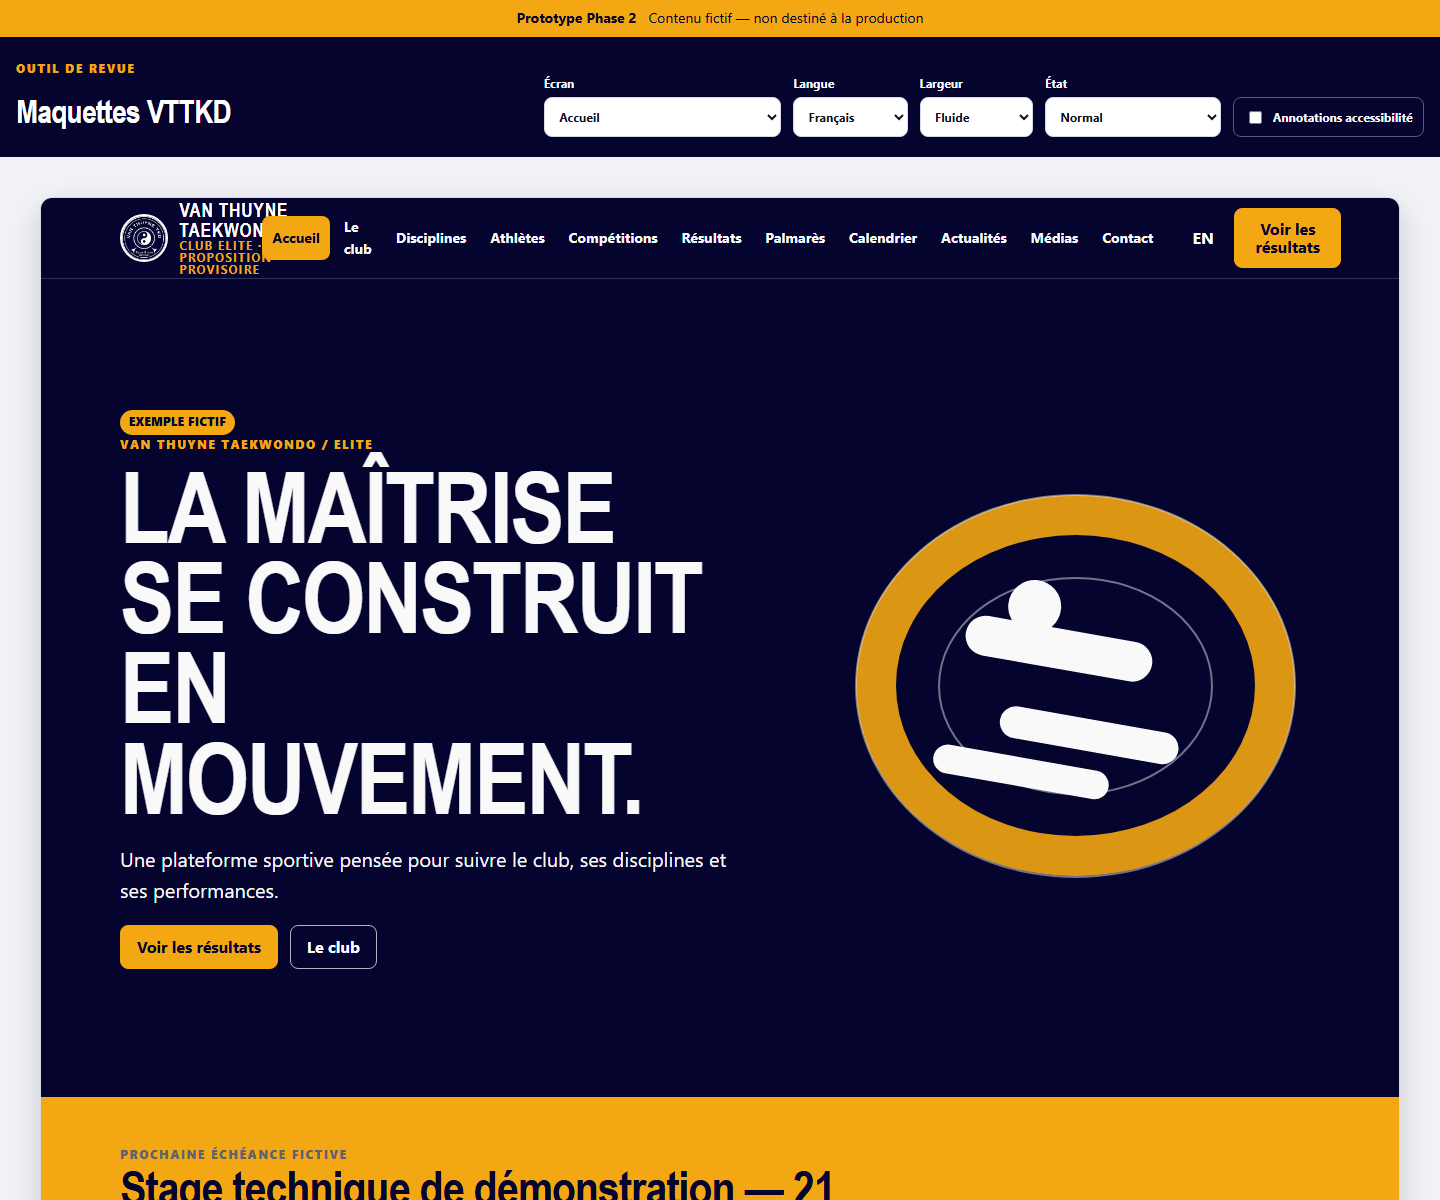 Prototype Phase 2 Contenu fictif — non destiné à la production
OUTIL DE REVUE
Maquettes VTTKD
Écran
Langue
Largeur
État
Accueil
Français
Fluide
Normal
Annotations accessibilité
VAN THUYNE
TAEKWON
CLUB ELITE -
PROPOSITION
PROVISOIRE
Accueil
Le
club
Disciplines
Athlètes
Compétitions
Résultats
Palmarès
Calendrier
Actualités
Médias
Contact
EN
Voir les
résultats
EXEMPLE FICTIF
VAN THUYNE TAEKWONDO / ELITE
LA MAÎTRISE
SE CONSTRUIT
EN
MOUVEMENT.
Une plateforme sportive pensée pour suivre le club, ses disciplines et
ses performances.
Voir les résultats
Le club
PROCHAINE ÉCHÉANCE FICTIVE
Stage technique de démonstration — 21